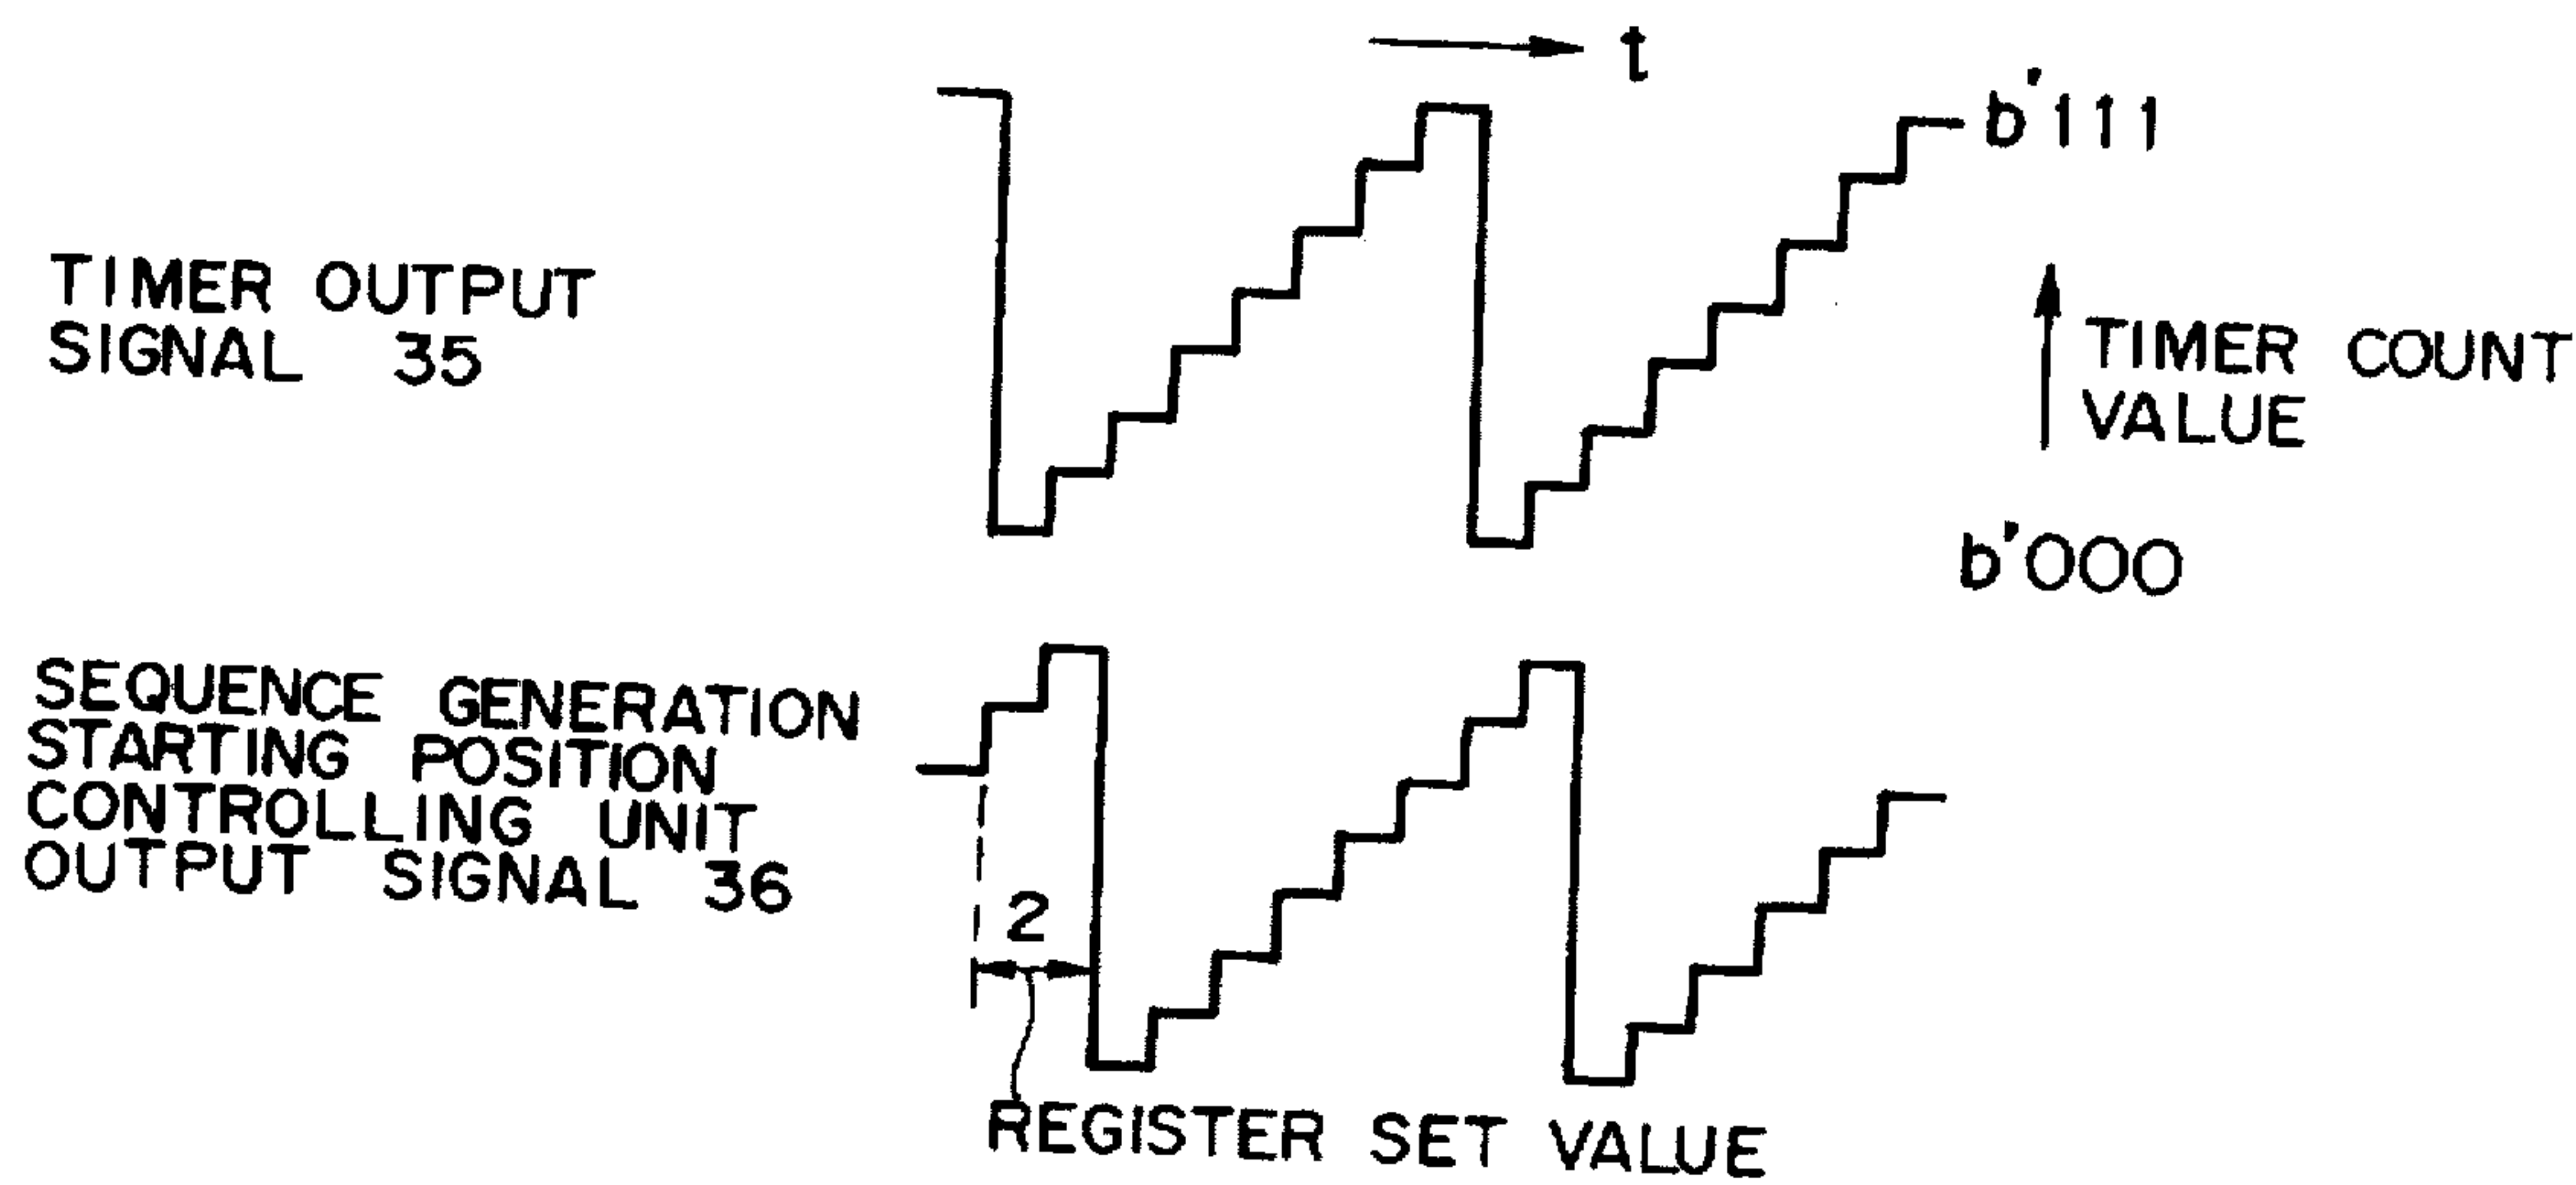 t
b'111
TIMER OUTPUT
SIGNAL 35
TIMER COUNT
VALUE
b'000
SEQUENCE GENERATION
STARTING POSITION
CONTROLLING UNIT
OUTPUT SIGNAL 36
2
REGISTER SET VALUE